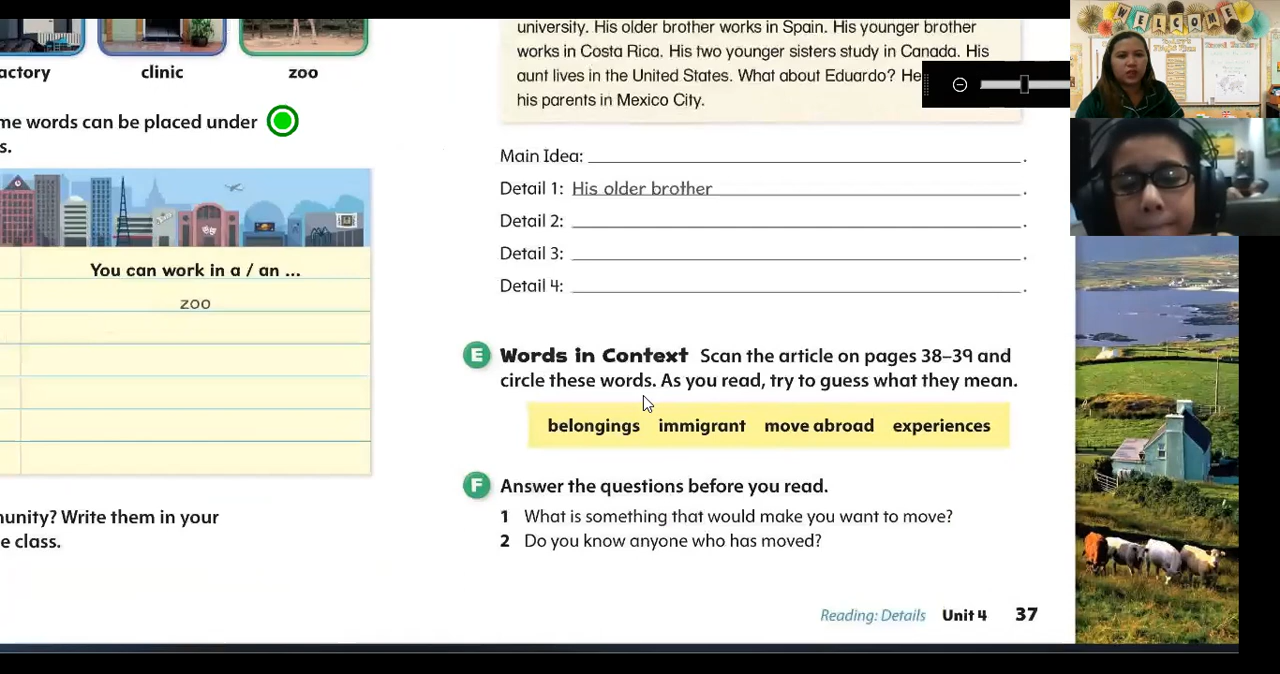 actory
clinic
zoo
me words can be placed under
s.
You can work in a / an ...
zoo
munity? Write them in your
e class.
university. His older brother works in Spain. His younger brother
works in Costa Rica. His two younger sisters study in Canada. His
aunt lives in the United States. What about Eduardo? He
his parents in Mexico City.
Main Idea: .
Detail 1: His older brother .
Detail 2: .
Detail 3: .
Detail 4: .
E Words in Context Scan the article on pages 38–39 and
circle these words. As you read, try to guess what they mean.
belongings immigrant move abroad experiences
F Answer the questions before you read.
1 What is something that would make you want to move?
2 Do you know anyone who has moved?
Reading: Details Unit 4 37
WELCOME